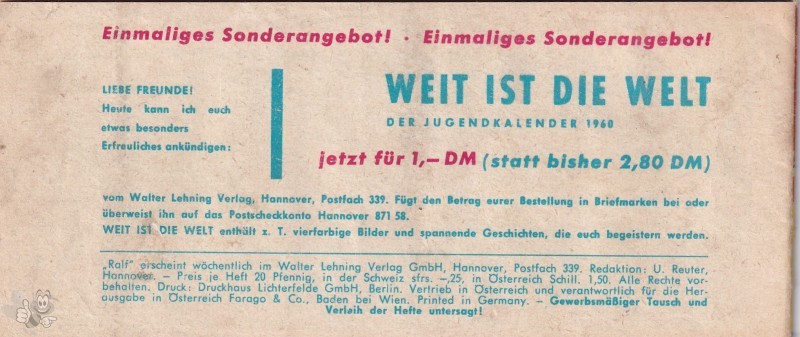 Einmaliges Sonderangebot! · Einmaliges Sonderangebot!
LIEBE FREUNDE!
Heute kann ich euch
etwas besonders
Erfreuliches ankündigen:
WEIT IST DIE WELT
DER JUGENDKALENDER 1960
jetzt für 1,– DM (statt bisher 2,80 DM)
vom Walter Lehning Verlag, Hannover, Postfach 339. Fügt den Betrag eurer Bestellung in Briefmarken bei oder
überweist ihn auf das Postscheckkonto Hannover 871 58.
WEIT IST DIE WELT enthält z. T. vierfarbige Bilder und spannende Geschichten, die euch begeistern werden.
„Ralf" erscheint wöchentlich im Walter Lehning Verlag GmbH, Hannover, Postfach 339. Redaktion: U. Reuter,
Hannover. – Preis je Heft 20 Pfennig, in der Schweiz sfrs. –,25, in Österreich Schill. 1,50. Alle Rechte vor-
behalten. Druck: Druckhaus Lichterfelde GmbH, Berlin. Vertrieb in Österreich und verantwortlich für die Her-
ausgabe in Österreich Farago & Co., Baden bei Wien. Printed in Germany. – Gewerbsmäßiger Tausch und
Verleih der Hefte untersagt!